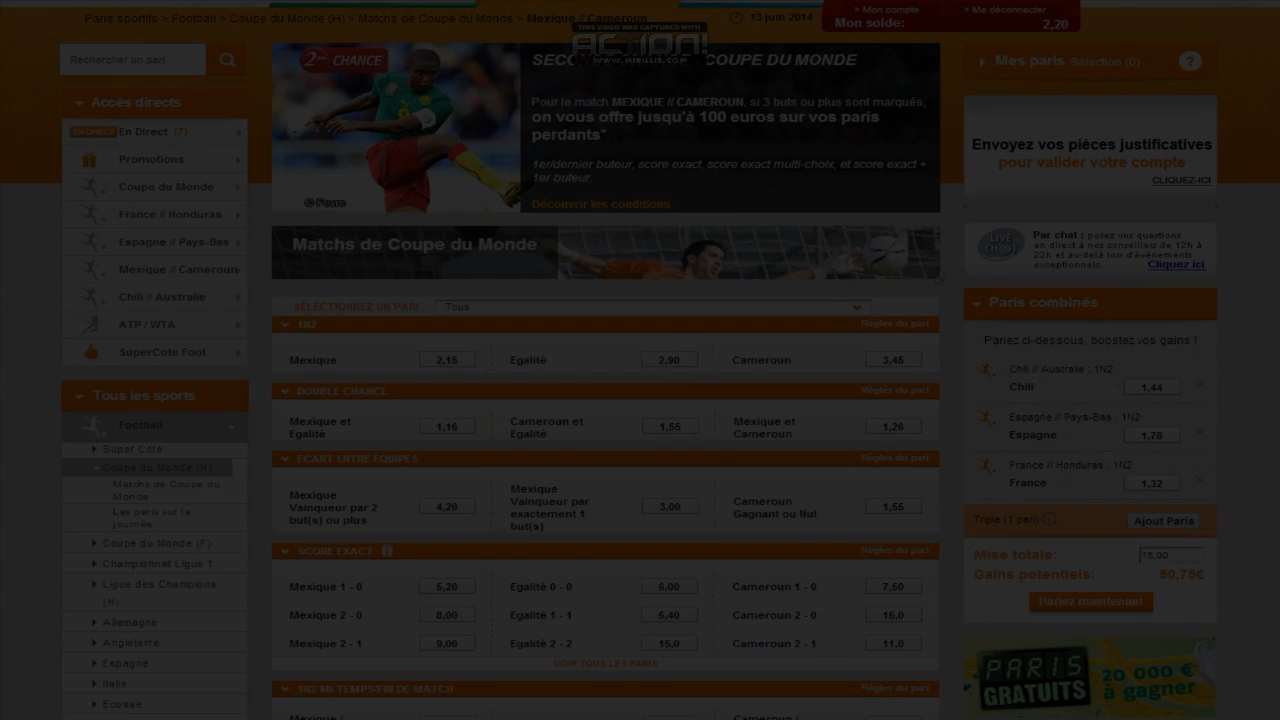 Paris sportifs > Football > Coupe du Monde (H) > Matchs de Coupe du Monde > Mexique // Cameroun
13 juin 2014
> Mon compte
> Me déconnecter
Mon solde: 2,20
THIS VIDEO WAS CAPTURED WITH
ACTION!
WWW.MIRILLIS.COM
Rechercher un pari
Accès directs
EN DIRECT En Direct (7)
Promotions
Coupe du Monde
France // Honduras
Espagne // Pays-Bas
Mexique // Cameroun
Chili // Australie
ATP / WTA
SuperCote Foot
Tous les sports
Football
Super Cote
Coupe du Monde (H)
Matchs de Coupe du
Monde
Les paris sur la
journée
Coupe du Monde (F)
Championnat Ligue 1
Ligue des Champions
(H)
Allemagne
Angleterre
Espagne
Italie
Ecosse
2ème CHANCE
COUPE DU MONDE
Pour le match MEXIQUE // CAMEROUN, si 3 buts ou plus sont marqués,
on vous offre jusqu'à 100 euros sur vos paris
perdants*.
1er/dernier buteur, score exact, score exact multi-choix, et score exact +
1er buteur.
Découvrir les conditions
Matchs de Coupe du Monde
SÉLECTIONNEZ UN PARI Tous
1N2 Règles du pari
Mexique 2,15 Egalité 2,90 Cameroun 3,45
DOUBLE CHANCE Règles du pari
Mexique et
Egalité 1,16
Cameroun et
Egalité 1,55
Mexique et
Cameroun 1,26
ECART ENTRE ÉQUIPES Règles du pari
Mexique
Vainqueur par 2
but(s) ou plus 4,20
Mexique
Vainqueur par
exactement 1
but(s) 3,00
Cameroun
Gagnant ou Nul 1,55
SCORE EXACT Règles du pari
Mexique 1 - 0 5,20 Egalité 0 - 0 6,00 Cameroun 1 - 0 7,50
Mexique 2 - 0 8,00 Egalité 1 - 1 5,40 Cameroun 2 - 0 15,0
Mexique 2 - 1 9,00 Egalité 2 - 2 15,0 Cameroun 2 - 1 11,0
VOIR TOUS LES PARIS
1N2 MI-TEMPS/FIN DE MATCH Règles du pari
Mes paris Sélection (0) ?
Envoyez vos pièces justificatives
pour valider votre compte
CLIQUEZ-ICI
LIVE
CHAT
Par chat : posez vos questions
en direct à nos conseillers de 12h à
22h et au-delà lors d'évènements
exceptionnels. Cliquez ici
Paris combinés
Pariez ci-dessous, boostez vos gains !
Chili // Australie : 1N2
Chili 1,44
Espagne // Pays-Bas : 1N2
Espagne 1,78
France // Honduras : 1N2
France 1,32
Triple (1 pari) Ajout Paris
Mise totale: 15,00
Gains potentiels: 50,75€
Pariez maintenant
PARIS
GRATUITS
20 000 €
à gagner